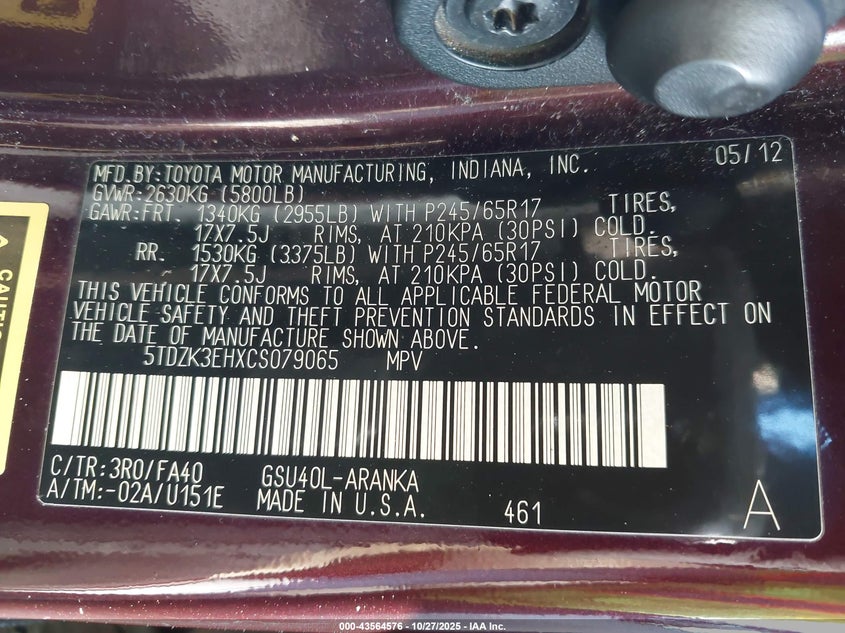 MFD.BY:TOYOTA MOTOR MANUFACTURING, INDIANA, INC. 05/12
GVWR:2630KG (5800LB)
GAWR:FRT. 1340KG (2955LB) WITH P245/65R17 TIRES,
17X7.5J RIMS, AT 210KPA (30PSI) COLD.
RR. 1530KG (3375LB) WITH P245/65R17 TIRES,
17X7.5J RIMS, AT 210KPA (30PSI) COLD.
THIS VEHICLE CONFORMS TO ALL APPLICABLE FEDERAL MOTOR
VEHICLE SAFETY AND THEFT PREVENTION STANDARDS IN EFFECT ON
THE DATE OF MANUFACTURE SHOWN ABOVE.
5TDZK3EHXCS079065 MPV
C/TR:3R0/FA40 GSU40L-ARANKA
A/TM:-02A/U151E MADE IN U.S.A. 461 A
000-43564576 - 10/27/2025 - IAA Inc.